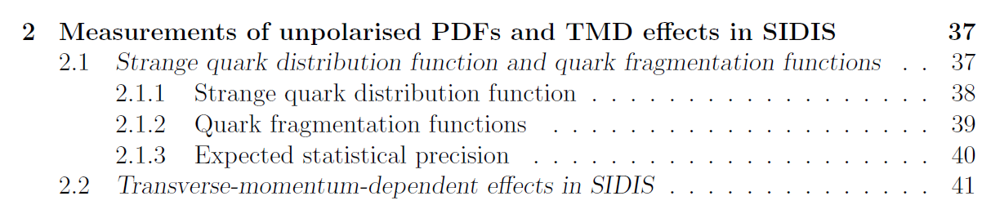 2 Measurements of unpolarised PDFs and TMD effects in SIDIS 37
2.1 Strange quark distribution function and quark fragmentation functions . . 37
2.1.1 Strange quark distribution function . . . . . . . . . . . . . . . . . . 38
2.1.2 Quark fragmentation functions . . . . . . . . . . . . . . . . . . . . 39
2.1.3 Expected statistical precision . . . . . . . . . . . . . . . . . . . . . 40
2.2 Transverse-momentum-dependent effects in SIDIS . . . . . . . . . . . . . . 41